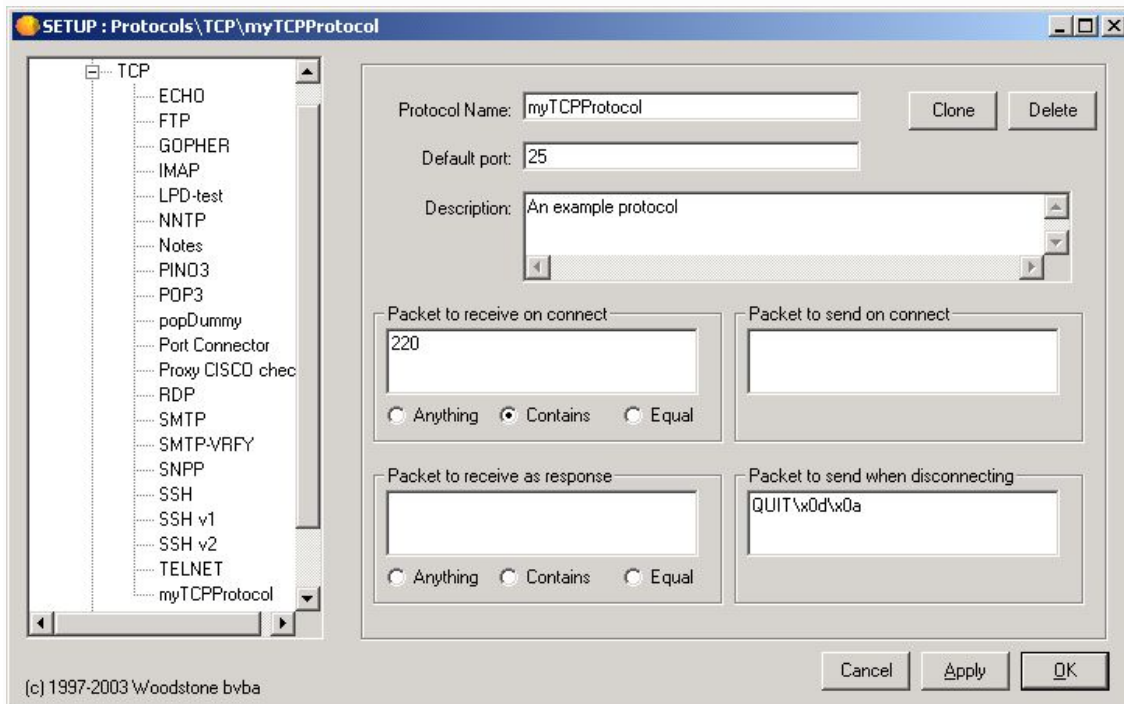 SETUP : Protocols\TCP\myTCPProtocol
TCP
ECHO
FTP
GOPHER
IMAP
LPD-test
NNTP
Notes
PINO3
POP3
popDummy
Port Connector
Proxy CISCO chec
RDP
SMTP
SMTP-VRFY
SNPP
SSH
SSH v1
SSH v2
TELNET
myTCPProtocol
Protocol Name: myTCPProtocol
Clone Delete
Default port: 25
Description: An example protocol
Packet to receive on connect
220
Anything Contains Equal
Packet to send on connect
Packet to receive as response
Anything Contains Equal
Packet to send when disconnecting
QUIT\x0d\x0a
Cancel Apply OK
(c) 1997-2003 Woodstone bvba